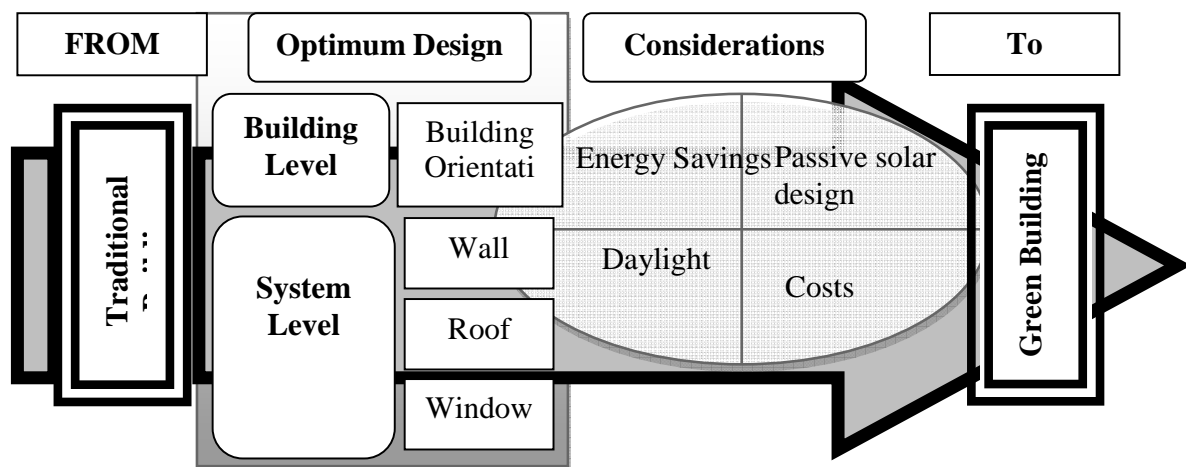 FROM
Optimum Design
Considerations
To
Traditional
Building
Level
Building
Orientati
Energy Savings
Passive solar
design
System
Level
Wall
Roof
Window
Daylight
Costs
Green Building